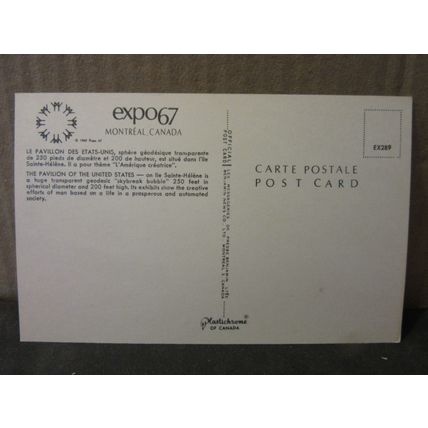 expo67
MONTRÉAL, CANADA
LE PAVILLON DES ETATS-UNIS, sphère géodésique transparente
de 250 pieds de diamètre et 200 de hauteur, est situé dans l'île
Sainte-Hélène. Il a pour thème "L'Amérique créatrice".
THE PAVILION OF THE UNITED STATES — on Ile Sainte-Hélène is
a huge transparent geodesic "skybreak bubble" 250 feet in
spherical diameter and 200 feet high. Its exhibits show the creative
efforts of man based on a life in a prosperous and automated
society.
OFFICIAL
POST CARD
EX289
CARTE POSTALE
POST CARD
Plastichrome®
OF CANADA